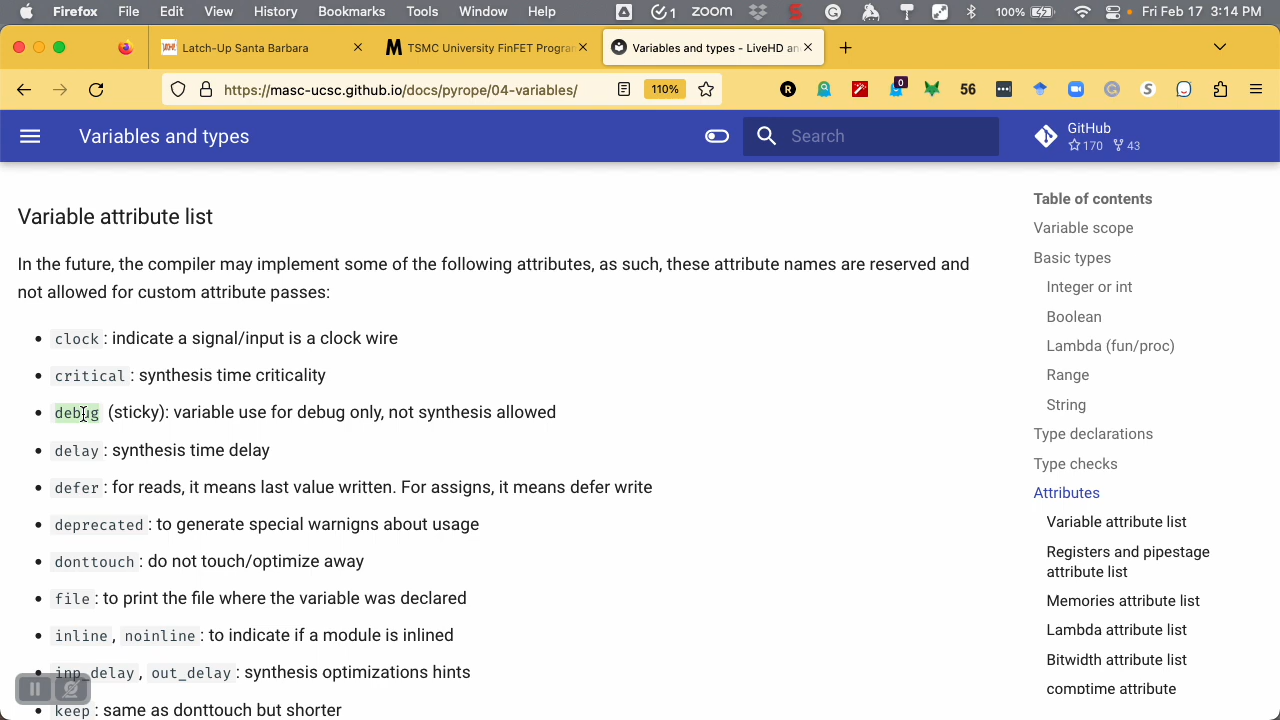 Firefox File Edit View History Bookmarks Tools Window Help 1 zoom 100% Fri Feb 17 3:14 PM
Latch-Up Santa Barbara × TSMC University FinFET Progra × Variables and types - LiveHD an × +
https://masc-ucsc.github.io/docs/pyrope/04-variables/ 110% 0 56
Variables and types Search GitHub
170 43
Variable attribute list
In the future, the compiler may implement some of the following attributes, as such, these attribute names are reserved and
not allowed for custom attribute passes:
• clock: indicate a signal/input is a clock wire
• critical: synthesis time criticality
• debug (sticky): variable use for debug only, not synthesis allowed
• delay: synthesis time delay
• defer: for reads, it means last value written. For assigns, it means defer write
• deprecated: to generate special warnigns about usage
• donttouch: do not touch/optimize away
• file: to print the file where the variable was declared
• inline, noinline: to indicate if a module is inlined
• inp_delay, out_delay: synthesis optimizations hints
• keep: same as donttouch but shorter
Table of contents
Variable scope
Basic types
Integer or int
Boolean
Lambda (fun/proc)
Range
String
Type declarations
Type checks
Attributes
Variable attribute list
Registers and pipestage
attribute list
Memories attribute list
Lambda attribute list
Bitwidth attribute list
comptime attribute